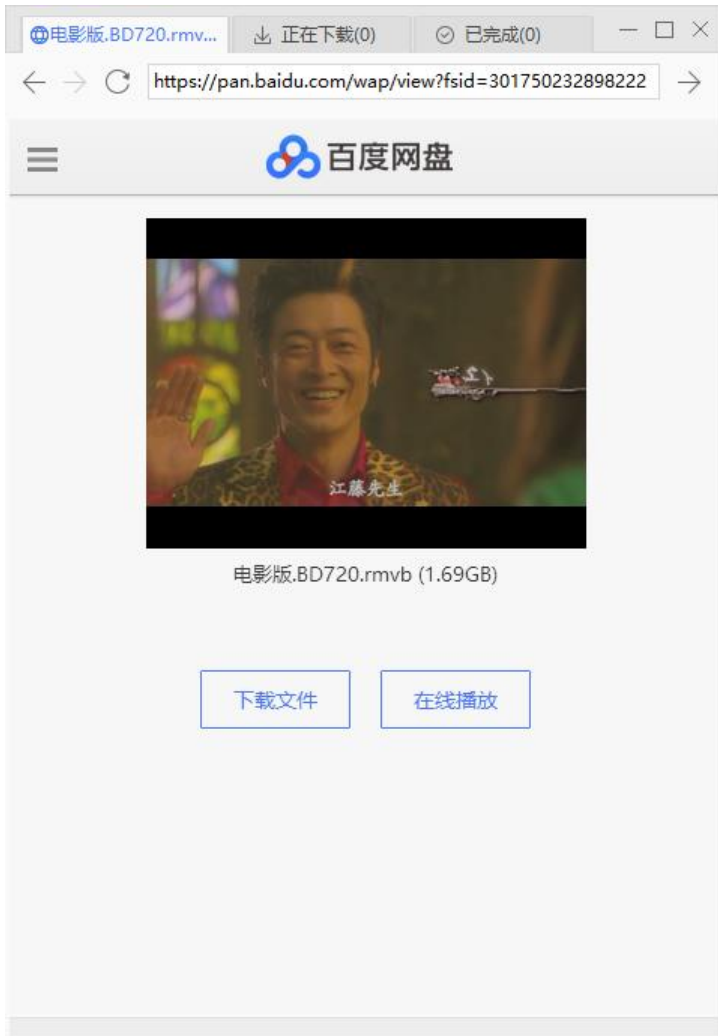 电影版.BD720.rmv...
正在下载(0)
已完成(0)
https://pan.baidu.com/wap/view?fsid=301750232898222
百度网盘
江藤先生
电影版.BD720.rmvb (1.69GB)
下载文件
在线播放